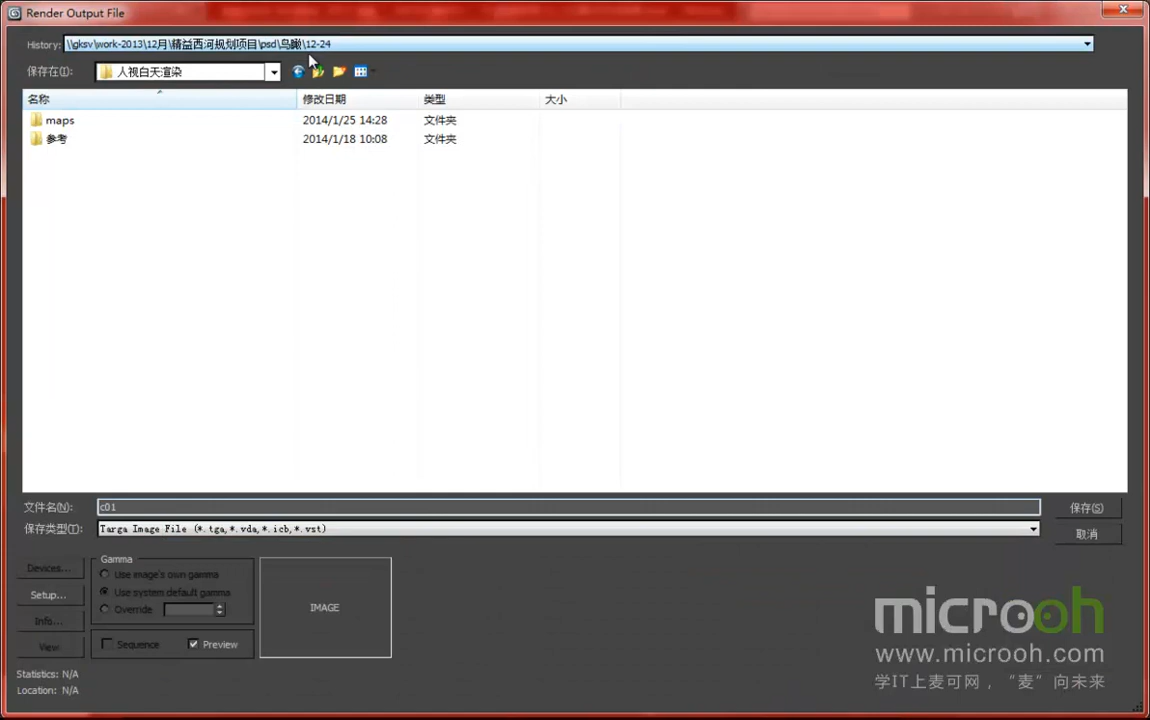 Render Output File
History: \\gksv\work-2013\12月\精益西河规划项目\psd\鸟瞰\12-24
保存在(I): 人视白天渲染
名称 修改日期 类型 大小
maps 2014/1/25 14:28 文件夹
参考 2014/1/18 10:08 文件夹
文件名(N): c01 保存(S)
保存类型(T): Targa Image File (*.tga,*.vda,*.icb,*.vst) 取消
Devices...
Setup...
Info...
View
Gamma
Use image's own gamma
Use system default gamma
Override
Sequence Preview
IMAGE
Statistics: N/A
Location: N/A
microoh
www.microoh.com
学IT上麦可网，“麦”向未来